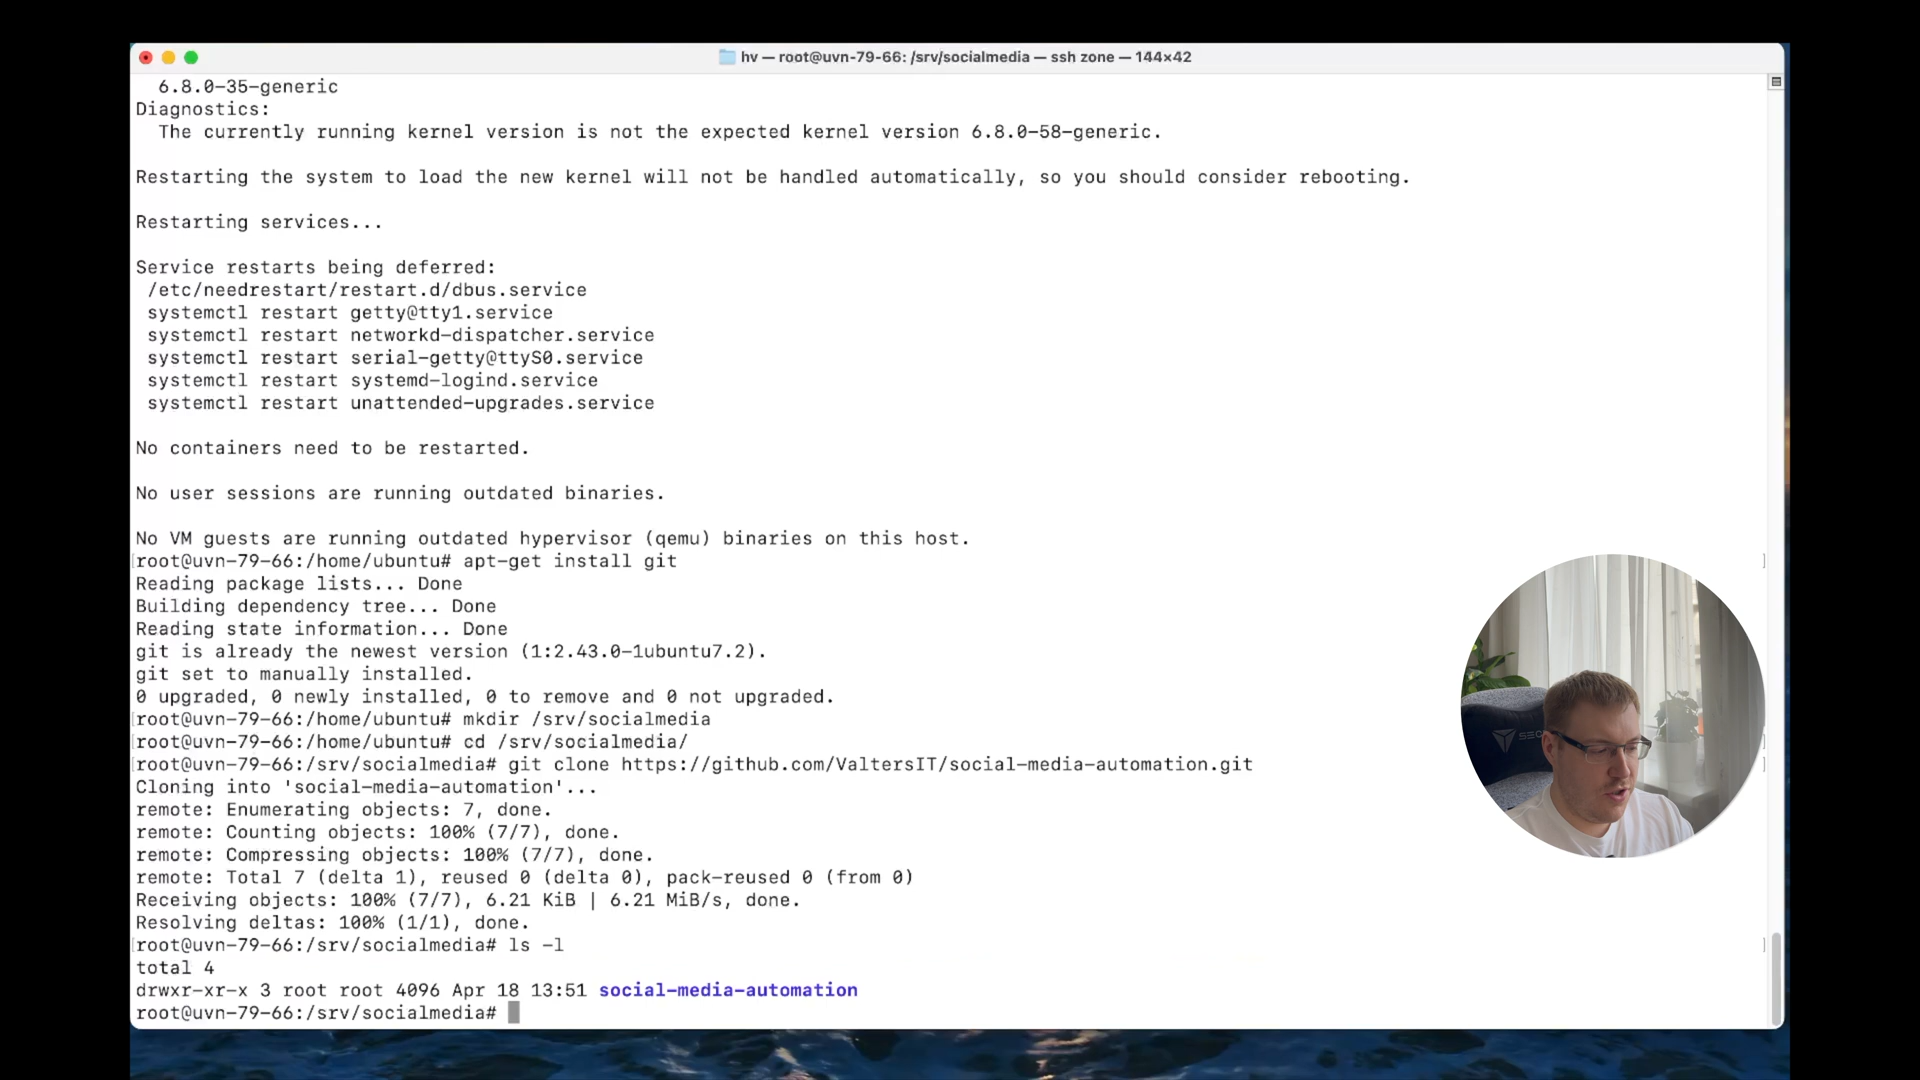 hv — root@uvn-79-66: /srv/socialmedia — ssh zone — 144×42
6.8.0-35-generic
Diagnostics:
The currently running kernel version is not the expected kernel version 6.8.0-58-generic.
Restarting the system to load the new kernel will not be handled automatically, so you should consider rebooting.
Restarting services...
Service restarts being deferred:
/etc/needrestart/restart.d/dbus.service
systemctl restart getty@tty1.service
systemctl restart networkd-dispatcher.service
systemctl restart serial-getty@ttyS0.service
systemctl restart systemd-logind.service
systemctl restart unattended-upgrades.service
No containers need to be restarted.
No user sessions are running outdated binaries.
No VM guests are running outdated hypervisor (qemu) binaries on this host.
[root@uvn-79-66:/home/ubuntu# apt-get install git ]
Reading package lists... Done
Building dependency tree... Done
Reading state information... Done
git is already the newest version (1:2.43.0-1ubuntu7.2).
git set to manually installed.
0 upgraded, 0 newly installed, 0 to remove and 0 not upgraded.
[root@uvn-79-66:/home/ubuntu# mkdir /srv/socialmedia
[root@uvn-79-66:/home/ubuntu# cd /srv/socialmedia/ ]
[root@uvn-79-66:/srv/socialmedia# git clone https://github.com/ValtersIT/social-media-automation.git ]
Cloning into 'social-media-automation'...
remote: Enumerating objects: 7, done.
remote: Counting objects: 100% (7/7), done.
remote: Compressing objects: 100% (7/7), done.
remote: Total 7 (delta 1), reused 0 (delta 0), pack-reused 0 (from 0)
Receiving objects: 100% (7/7), 6.21 KiB | 6.21 MiB/s, done.
Resolving deltas: 100% (1/1), done.
[root@uvn-79-66:/srv/socialmedia# ls -l ]
total 4
drwxr-xr-x 3 root root 4096 Apr 18 13:51 social-media-automation
root@uvn-79-66:/srv/socialmedia#